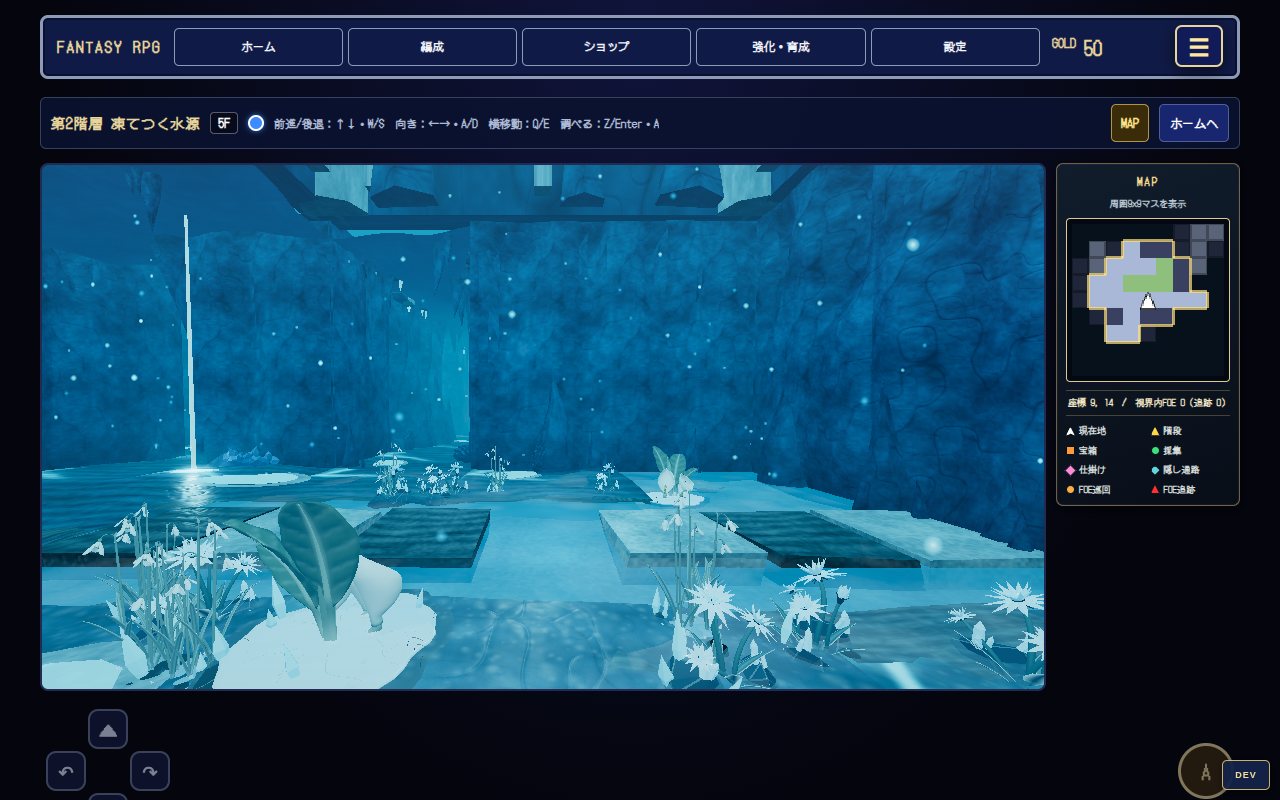 FANTASY RPG
ホーム
編成
ショップ
強化・育成
設定
GOLD 50
第2階層 凍てつく水源
5F
前進/後退：↑↓・W/S 向き：←→・A/D 横移動：Q/E 調べる：Z/Enter・A
MAP
ホームへ
MAP
周囲9x9マスを表示
座標 9, 14 / 視界内FOE 0（追跡 0）
現在地
階段
宝箱
採集
仕掛け
隠し通路
FOE巡回
FOE追跡
A
DEV